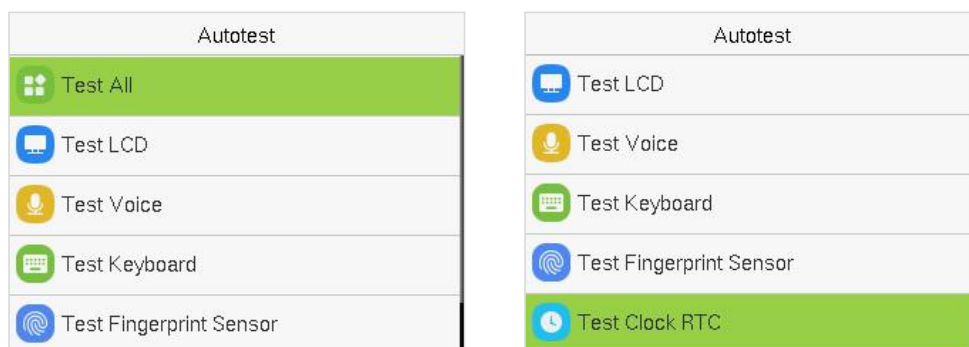 Autotest
Test All
Test LCD
Test Voice
Test Keyboard
Test Fingerprint Sensor
Autotest
Test LCD
Test Voice
Test Keyboard
Test Fingerprint Sensor
Test Clock RTC